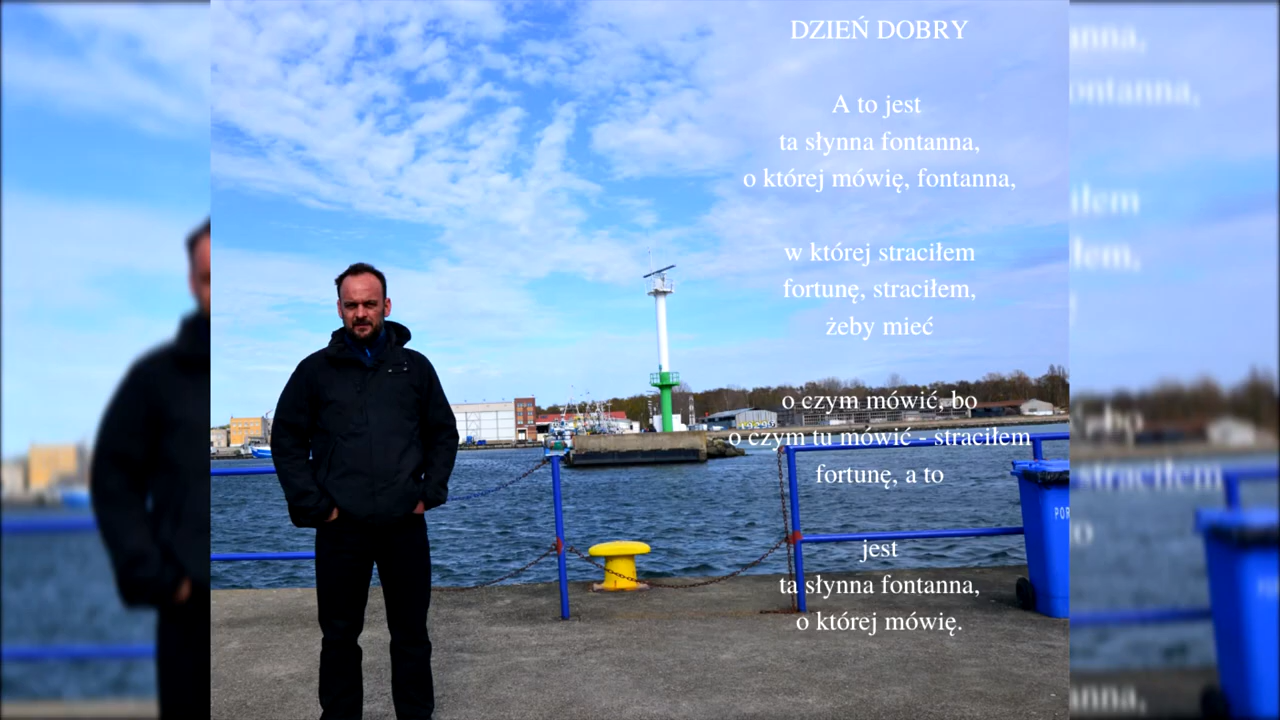 DZIEŃ DOBRY
A to jest
ta słynna fontanna,
o której mówię, fontanna,
w której straciłem
fortunę, straciłem,
żeby mieć
o czym mówić, bo
o czym tu mówić - straciłem
fortunę, a to
jest
ta słynna fontanna,
o której mówię.